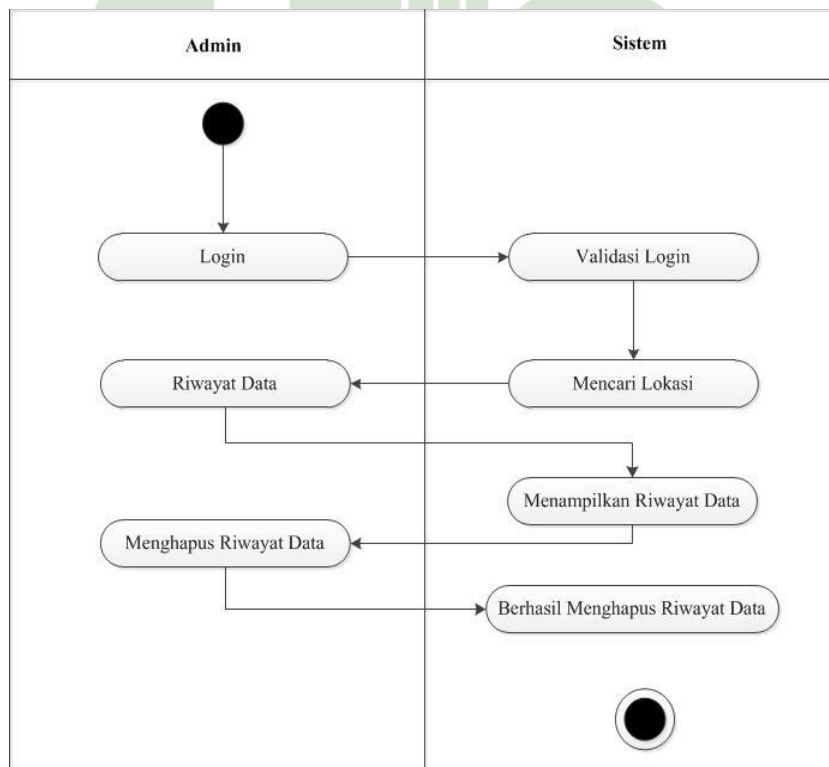 Admin
Sistem
Login
Validasi Login
Riwayat Data
Mencari Lokasi
Menampilkan Riwayat Data
Menghapus Riwayat Data
Berhasil Menghapus Riwayat Data